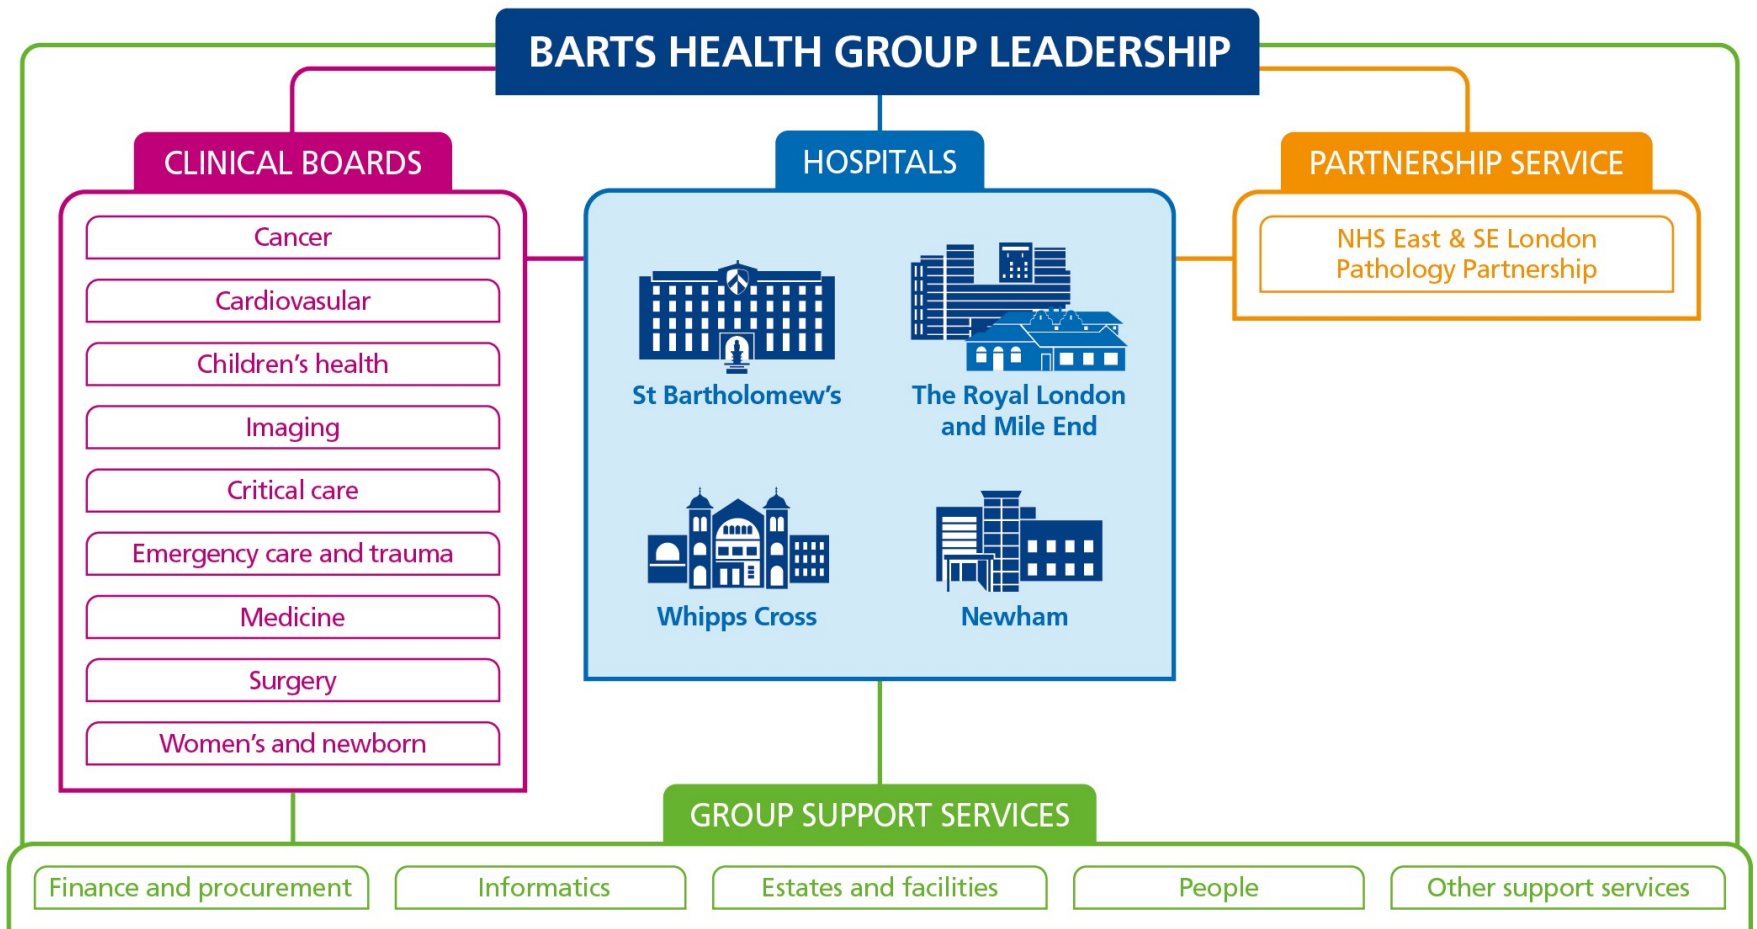 BARTS HEALTH GROUP LEADERSHIP
CLINICAL BOARDS
Cancer
Cardiovasular
Children’s health
Imaging
Critical care
Emergency care and trauma
Medicine
Surgery
Women’s and newborn
HOSPITALS
St Bartholomew’s
The Royal London
and Mile End
Whipps Cross
Newham
PARTNERSHIP SERVICE
NHS East & SE London
Pathology Partnership
GROUP SUPPORT SERVICES
Finance and procurement
Informatics
Estates and facilities
People
Other support services